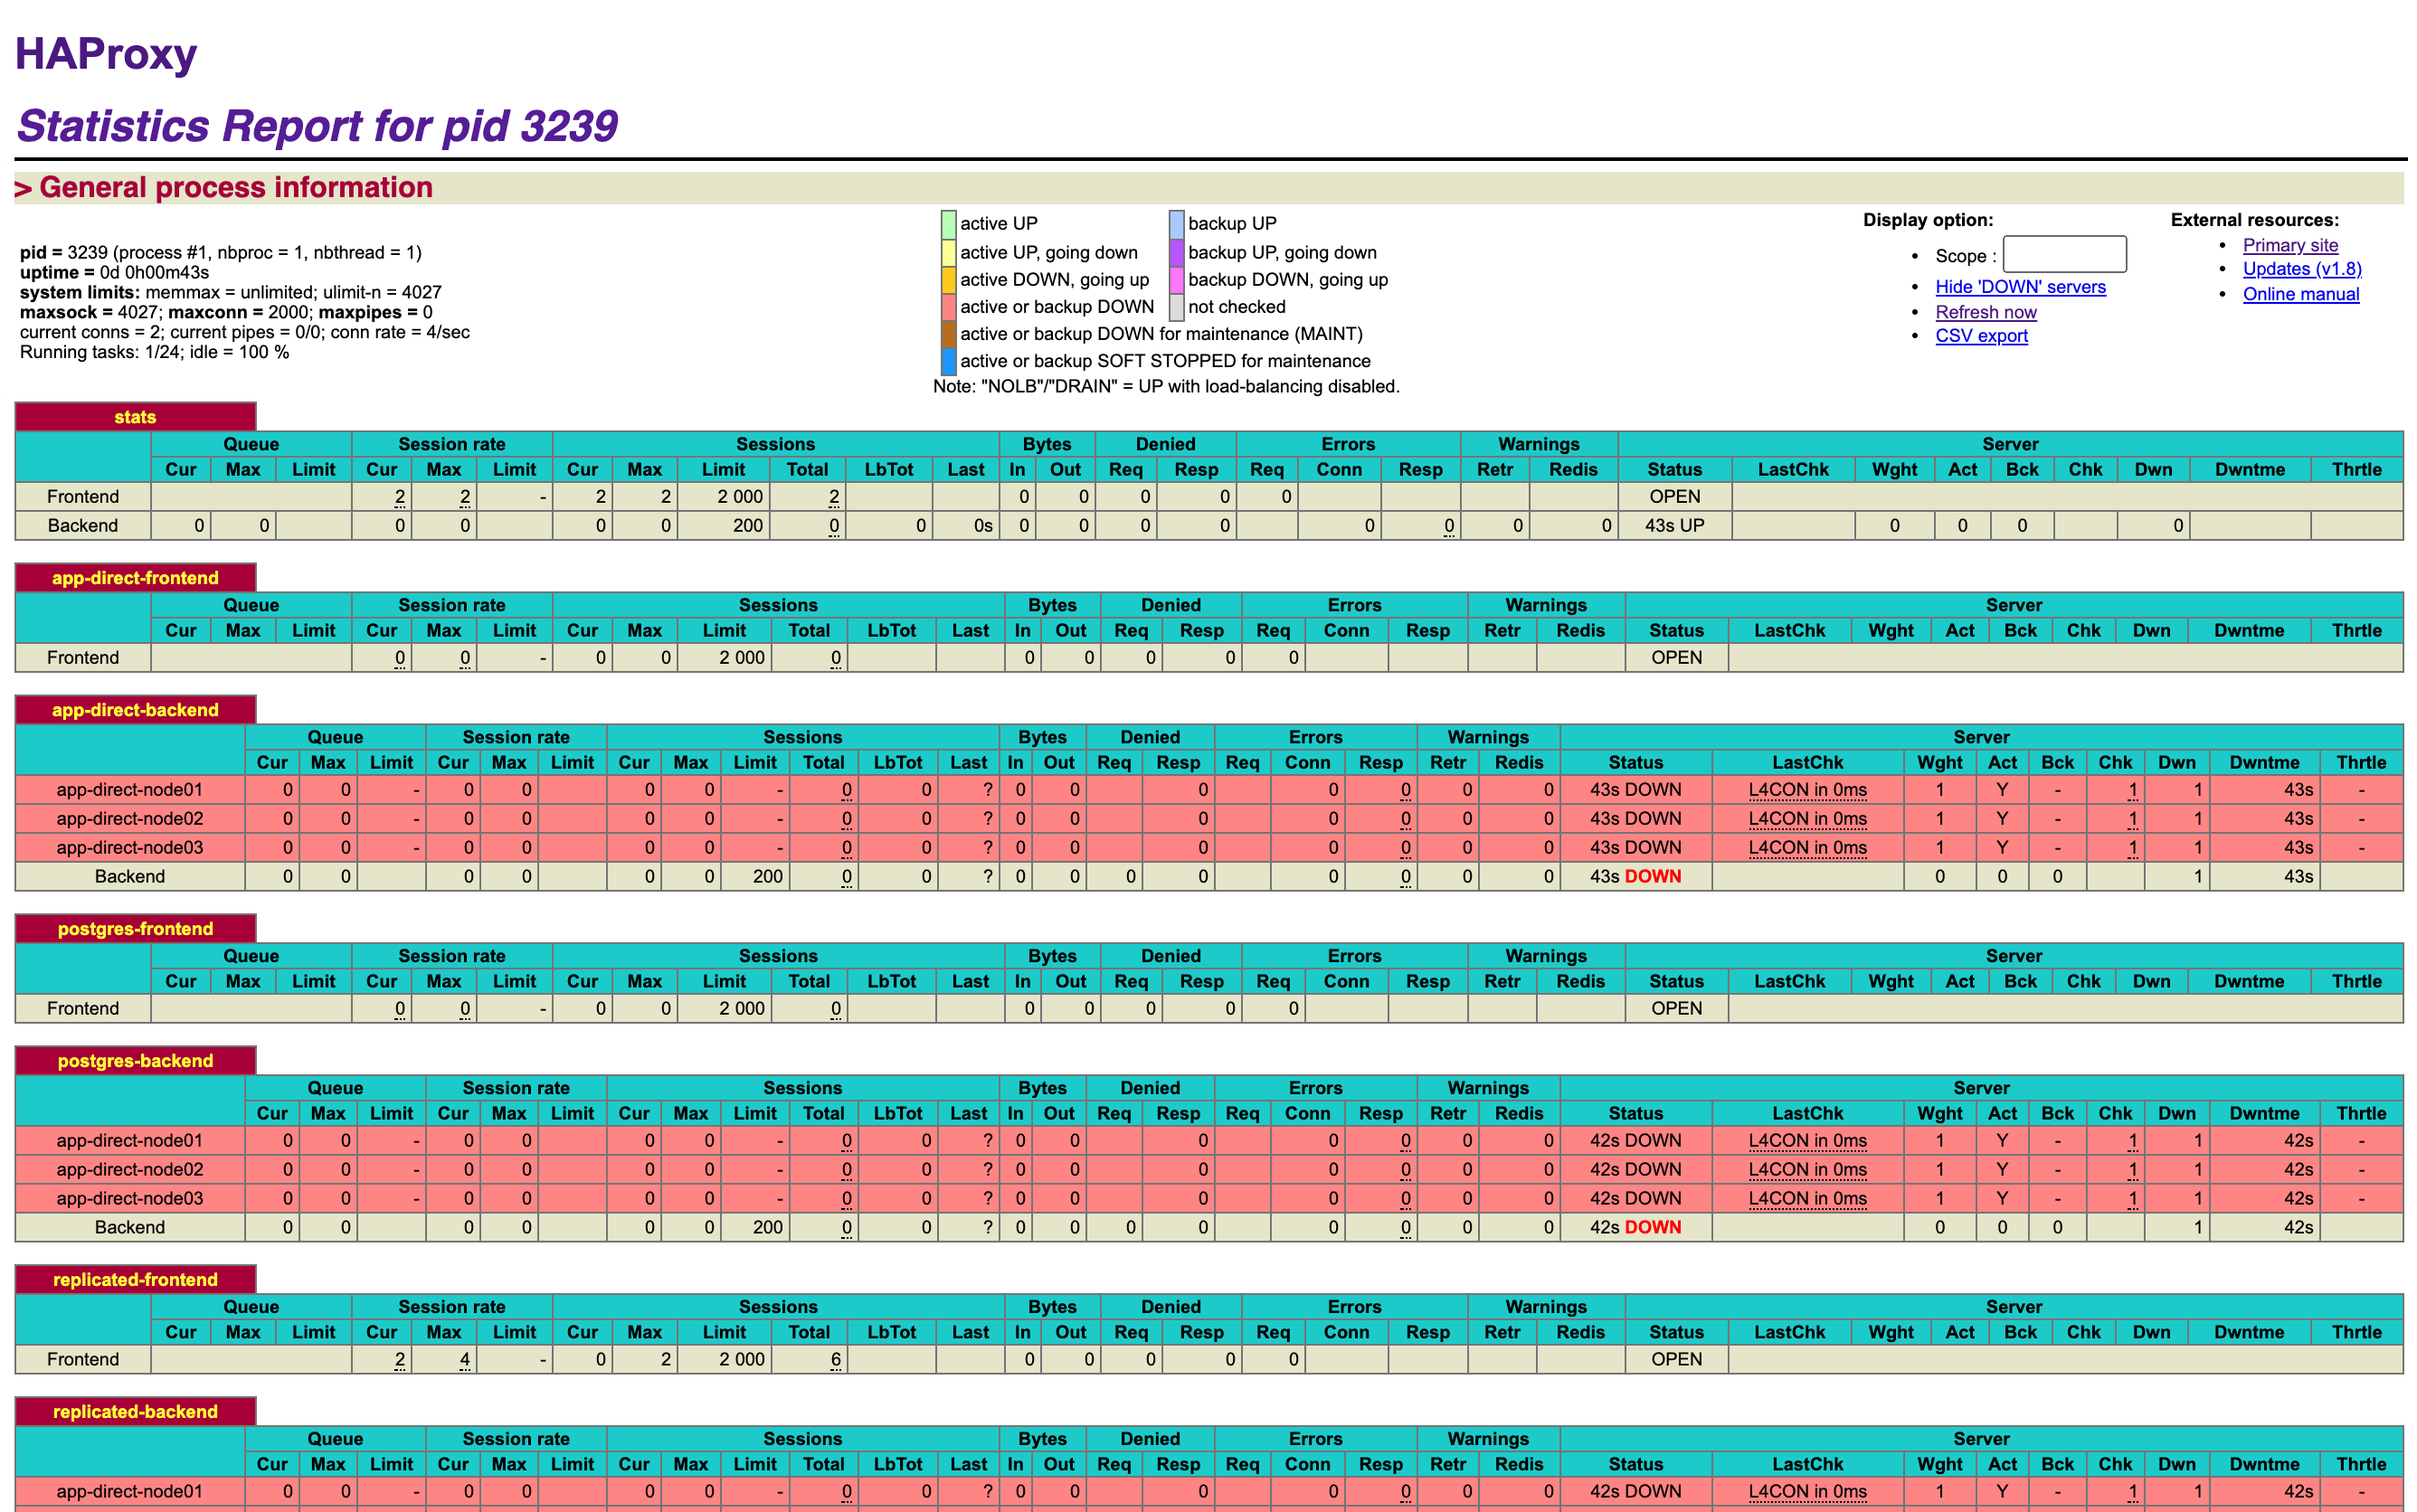 HAProxy
Statistics Report for pid 3239
> General process information
pid = 3239 (process #1, nbproc = 1, nbthread = 1)
uptime = 0d 0h00m43s
system limits: memmax = unlimited; ulimit-n = 4027
maxsock = 4027; maxconn = 2000; maxpipes = 0
current conns = 2; current pipes = 0/0; conn rate = 4/sec
Running tasks: 1/24; idle = 100 %
active UP backup UP
active UP, going down backup UP, going down
active DOWN, going up backup DOWN, going up
active or backup DOWN not checked
active or backup DOWN for maintenance (MAINT)
active or backup SOFT STOPPED for maintenance
Note: "NOLB"/"DRAIN" = UP with load-balancing disabled.
Display option:
• Scope :
• Hide 'DOWN' servers
• Refresh now
• CSV export
External resources:
• Primary site
• Updates (v1.8)
• Online manual
stats
Queue Session rate Sessions Bytes Denied Errors Warnings Server
Cur Max Limit Cur Max Limit Cur Max Limit Total LbTot Last In Out Req Resp Req Conn Resp Retr Redis Status LastChk Wght Act Bck Chk Dwn Dwntme Thrtle
Frontend 2 2 - 2 2 2 000 2 0 0 0 0 0 OPEN
Backend 0 0 0 0 0 0 200 0 0 0s 0 0 0 0 0 0 0 0 43s UP 0 0 0 0
app-direct-frontend
Queue Session rate Sessions Bytes Denied Errors Warnings Server
Cur Max Limit Cur Max Limit Cur Max Limit Total LbTot Last In Out Req Resp Req Conn Resp Retr Redis Status LastChk Wght Act Bck Chk Dwn Dwntme Thrtle
Frontend 0 0 - 0 0 2 000 0 0 0 0 0 0 OPEN
app-direct-backend
Queue Session rate Sessions Bytes Denied Errors Warnings Server
Cur Max Limit Cur Max Limit Cur Max Limit Total LbTot Last In Out Req Resp Req Conn Resp Retr Redis Status LastChk Wght Act Bck Chk Dwn Dwntme Thrtle
app-direct-node01 0 0 - 0 0 0 0 - 0 0 ? 0 0 0 0 0 0 0 43s DOWN L4CON in 0ms 1 Y - 1 1 43s -
app-direct-node02 0 0 - 0 0 0 0 - 0 0 ? 0 0 0 0 0 0 0 43s DOWN L4CON in 0ms 1 Y - 1 1 43s -
app-direct-node03 0 0 - 0 0 0 0 - 0 0 ? 0 0 0 0 0 0 0 43s DOWN L4CON in 0ms 1 Y - 1 1 43s -
Backend 0 0 0 0 0 0 200 0 0 ? 0 0 0 0 0 0 0 0 43s DOWN 0 0 0 1 43s
postgres-frontend
Queue Session rate Sessions Bytes Denied Errors Warnings Server
Cur Max Limit Cur Max Limit Cur Max Limit Total LbTot Last In Out Req Resp Req Conn Resp Retr Redis Status LastChk Wght Act Bck Chk Dwn Dwntme Thrtle
Frontend 0 0 - 0 0 2 000 0 0 0 0 0 0 OPEN
postgres-backend
Queue Session rate Sessions Bytes Denied Errors Warnings Server
Cur Max Limit Cur Max Limit Cur Max Limit Total LbTot Last In Out Req Resp Req Conn Resp Retr Redis Status LastChk Wght Act Bck Chk Dwn Dwntme Thrtle
app-direct-node01 0 0 - 0 0 0 0 - 0 0 ? 0 0 0 0 0 0 0 42s DOWN L4CON in 0ms 1 Y - 1 1 42s -
app-direct-node02 0 0 - 0 0 0 0 - 0 0 ? 0 0 0 0 0 0 0 42s DOWN L4CON in 0ms 1 Y - 1 1 42s -
app-direct-node03 0 0 - 0 0 0 0 - 0 0 ? 0 0 0 0 0 0 0 42s DOWN L4CON in 0ms 1 Y - 1 1 42s -
Backend 0 0 0 0 0 0 200 0 0 ? 0 0 0 0 0 0 0 0 42s DOWN 0 0 0 1 42s
replicated-frontend
Queue Session rate Sessions Bytes Denied Errors Warnings Server
Cur Max Limit Cur Max Limit Cur Max Limit Total LbTot Last In Out Req Resp Req Conn Resp Retr Redis Status LastChk Wght Act Bck Chk Dwn Dwntme Thrtle
Frontend 2 4 - 0 2 2 000 6 0 0 0 0 0 OPEN
replicated-backend
Queue Session rate Sessions Bytes Denied Errors Warnings Server
Cur Max Limit Cur Max Limit Cur Max Limit Total LbTot Last In Out Req Resp Req Conn Resp Retr Redis Status LastChk Wght Act Bck Chk Dwn Dwntme Thrtle
app-direct-node01 0 0 - 0 0 0 0 - 0 0 ? 0 0 0 0 0 0 0 42s DOWN L4CON in 0ms 1 Y - 1 1 42s -